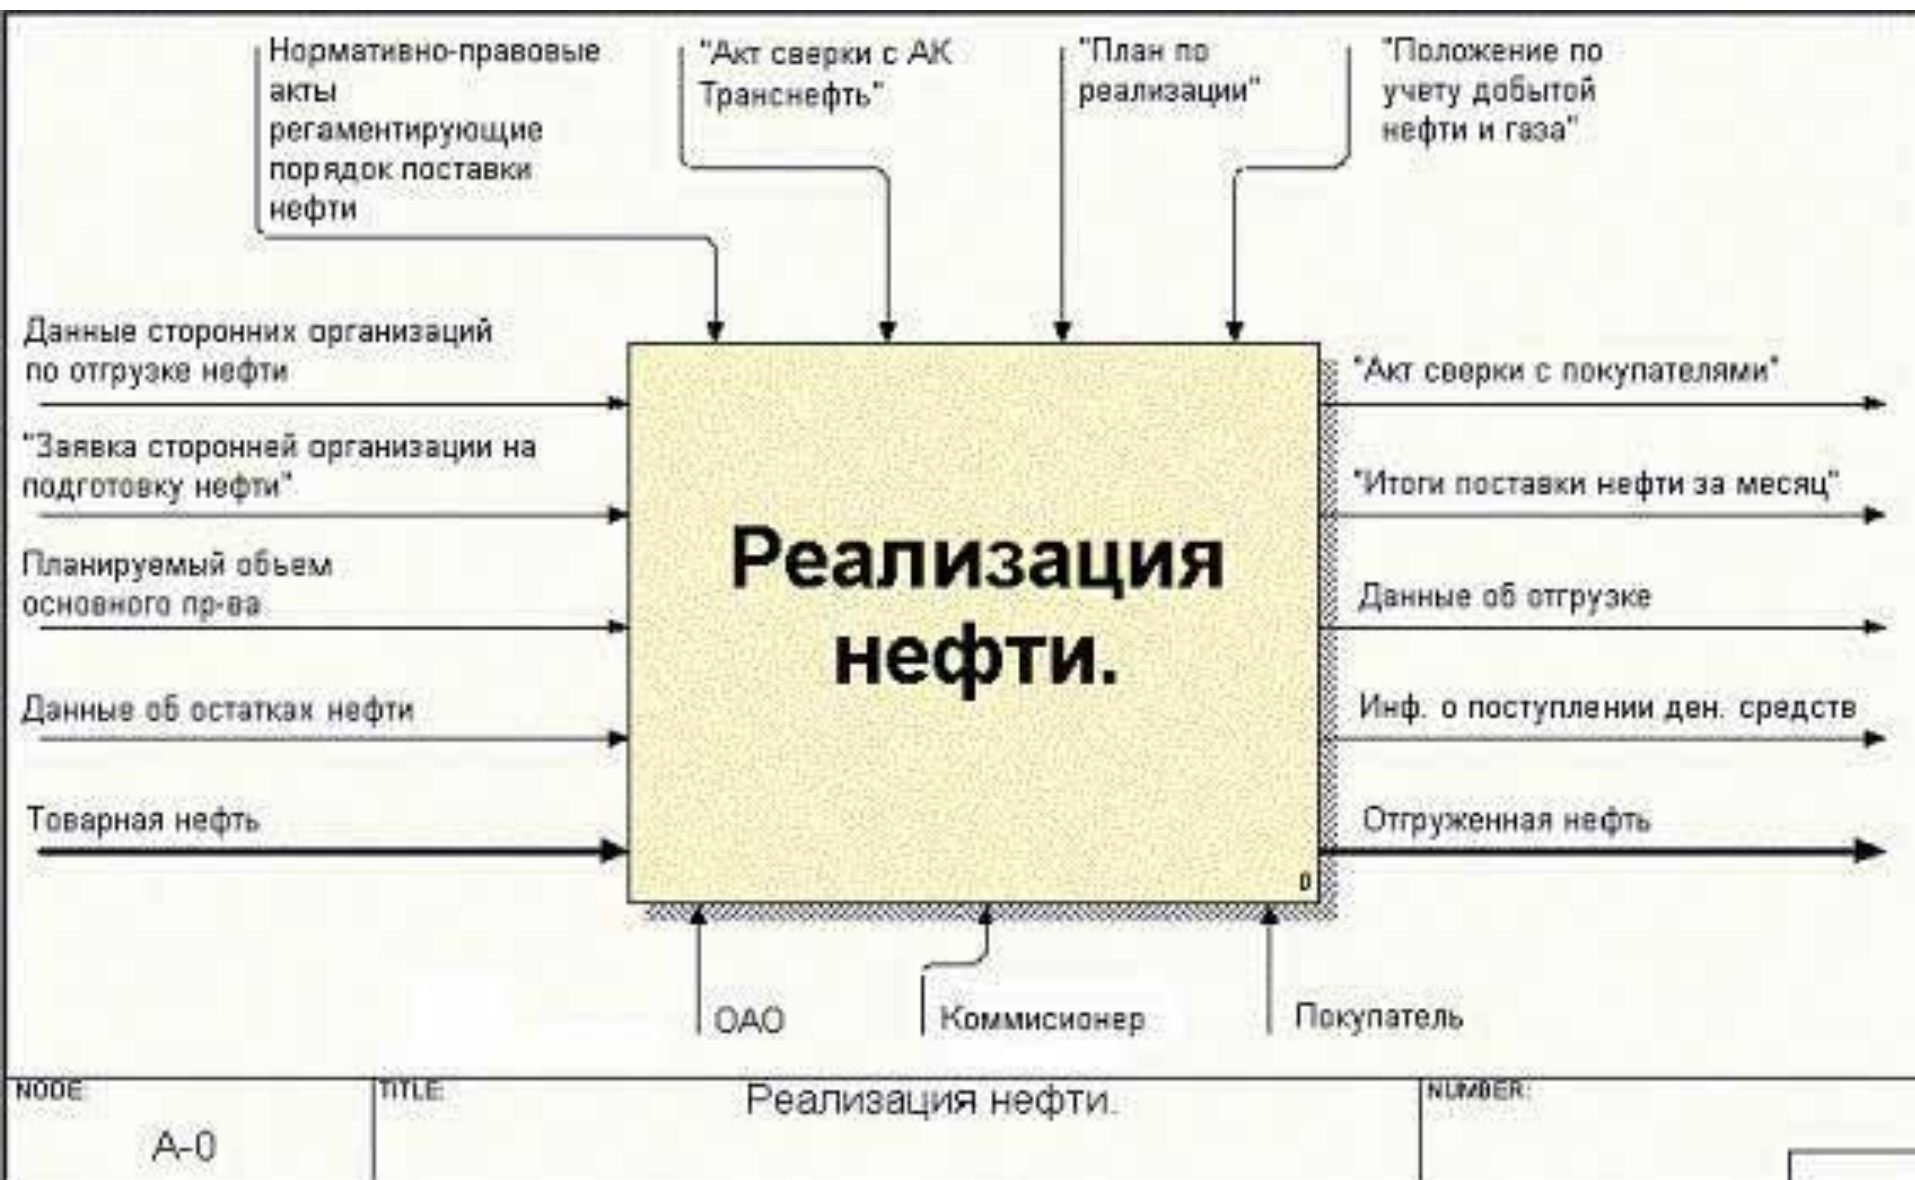 Нормативно-правовые
акты
регаментирующие
порядок поставки
нефти
"Акт сверки с АК
Транснефть"
"План по
реализации"
"Положение по
учету добытой
нефти и газа"
Данные сторонних организаций
по отгрузке нефти
"Заявка сторонней организации на
подготовку нефти"
Планируемый обьем
основного пр-ва
Данные об остатках нефти
Товарная нефть
Реализация
нефти.
0
"Акт сверки с покупателями"
"Итоги поставки нефти за месяц"
Данные об отгрузке
Инф. о поступлении ден. средств
Отгруженная нефть
ОАО
Коммисионер
Покупатель
NODE:
A-0
TITLE:
Реализация нефти.
NUMBER: